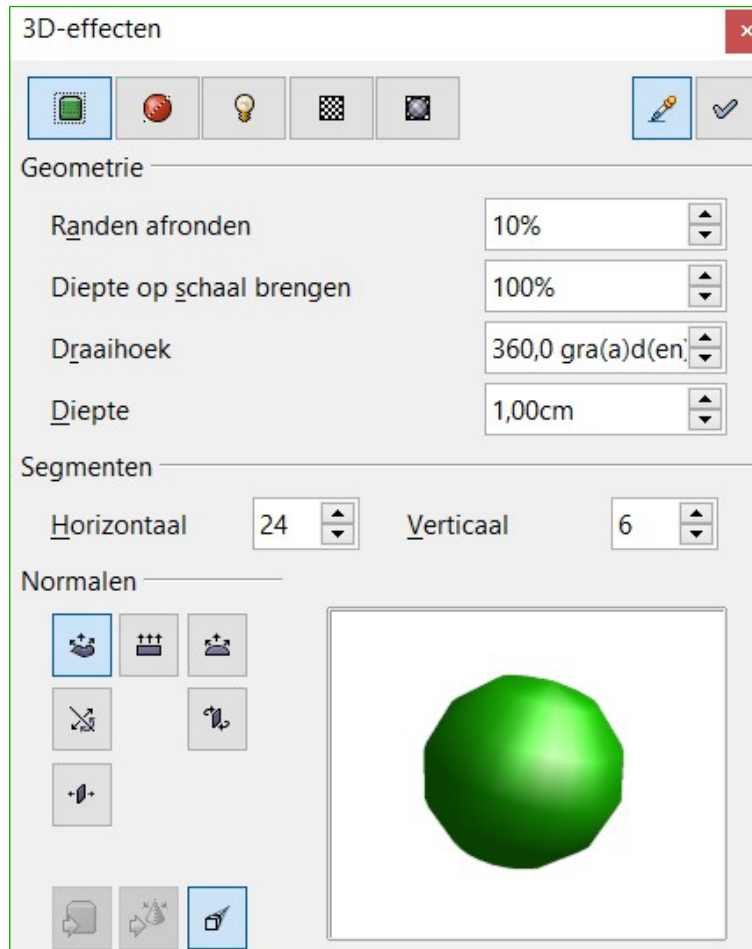 3D-effecten
Geometrie
Randen afronden 10%
Diepte op schaal brengen 100%
Draaihoek 360,0 gra(a)d(en)
Diepte 1,00cm
Segmenten
Horizontaal 24 Verticaal 6
Normalen